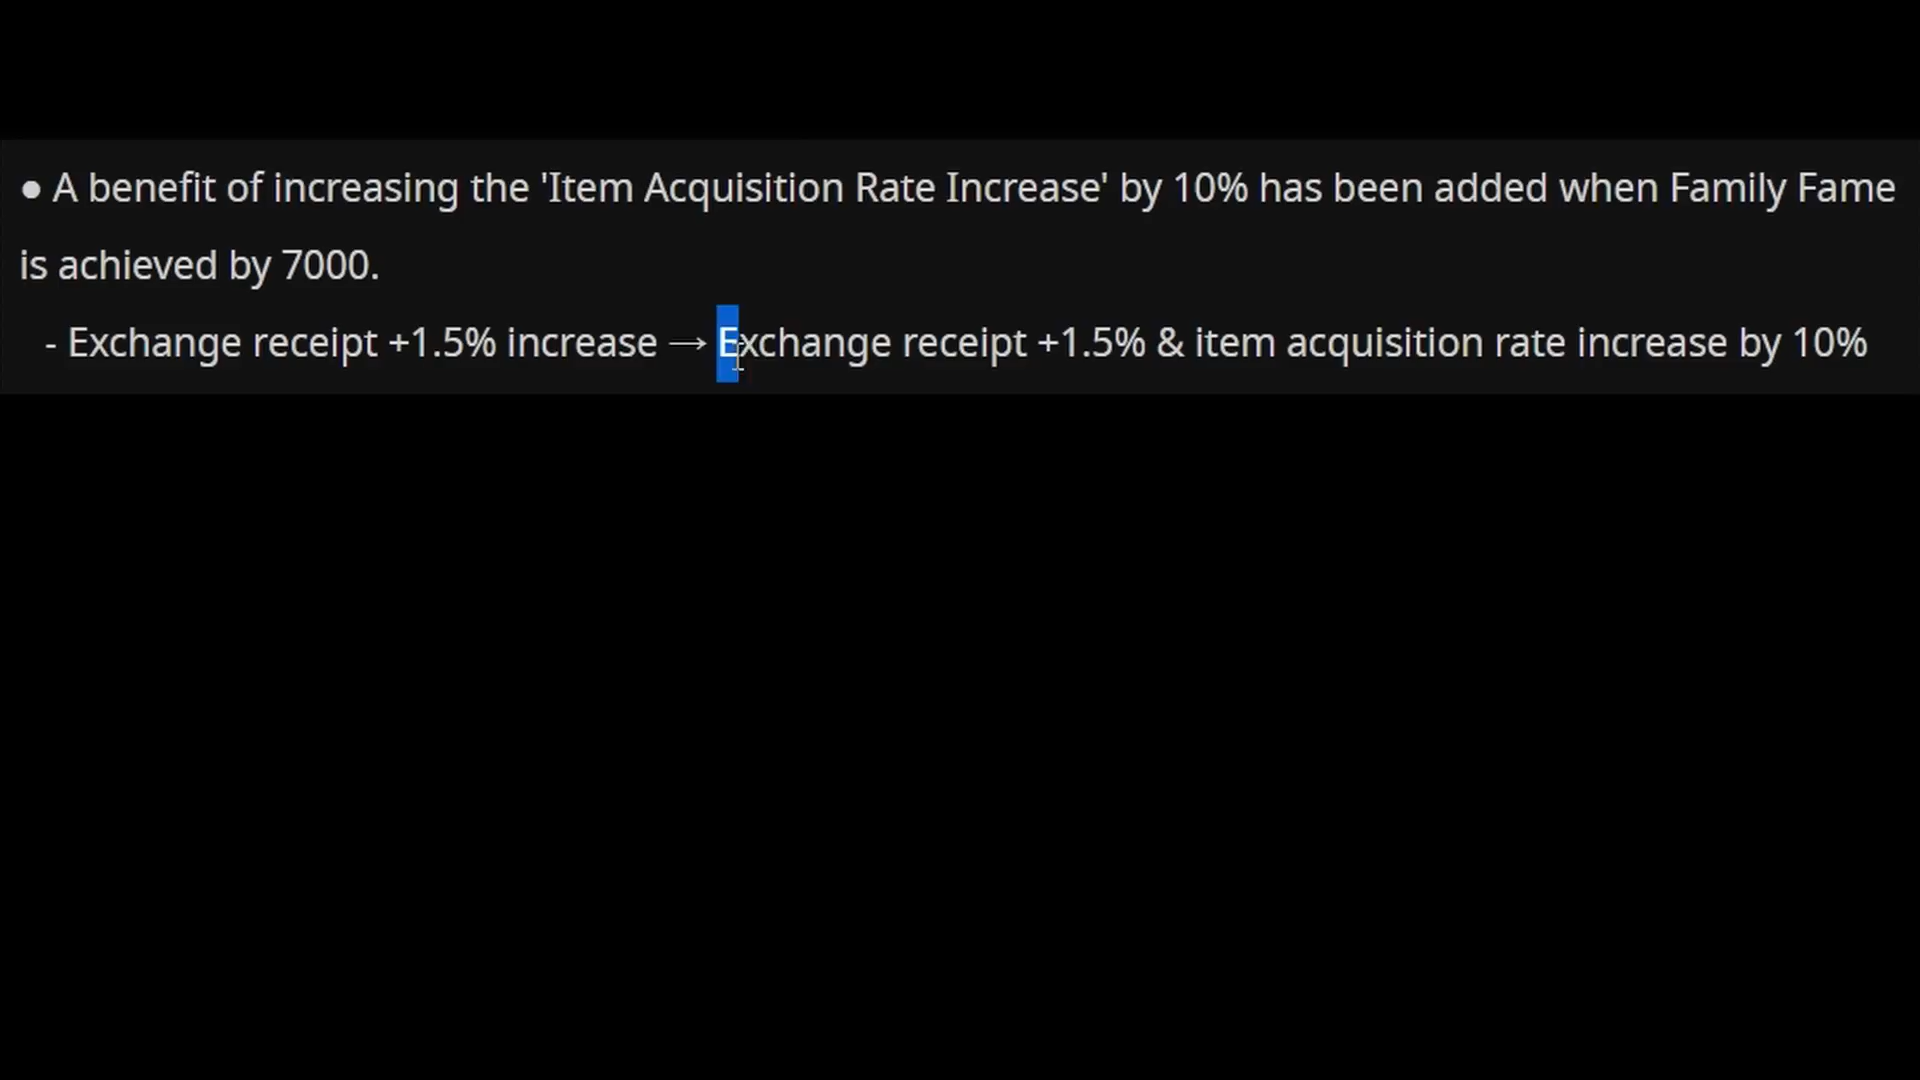 ● A benefit of increasing the 'Item Acquisition Rate Increase' by 10% has been added when Family Fame
is achieved by 7000.
- Exchange receipt +1.5% increase → Exchange receipt +1.5% & item acquisition rate increase by 10%